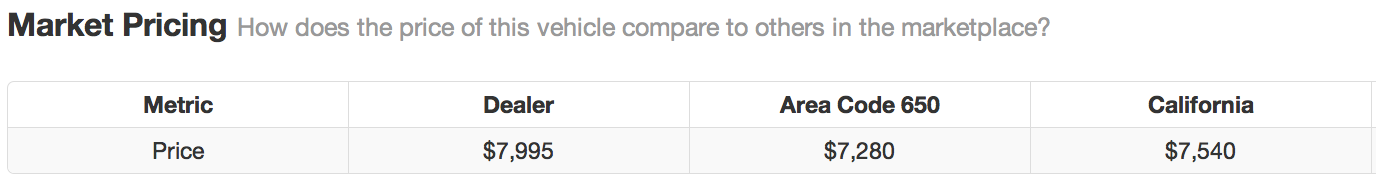 Market Pricing How does the price of this vehicle compare to others in the marketplace?
Metric Dealer Area Code 650 California
Price $7,995 $7,280 $7,540